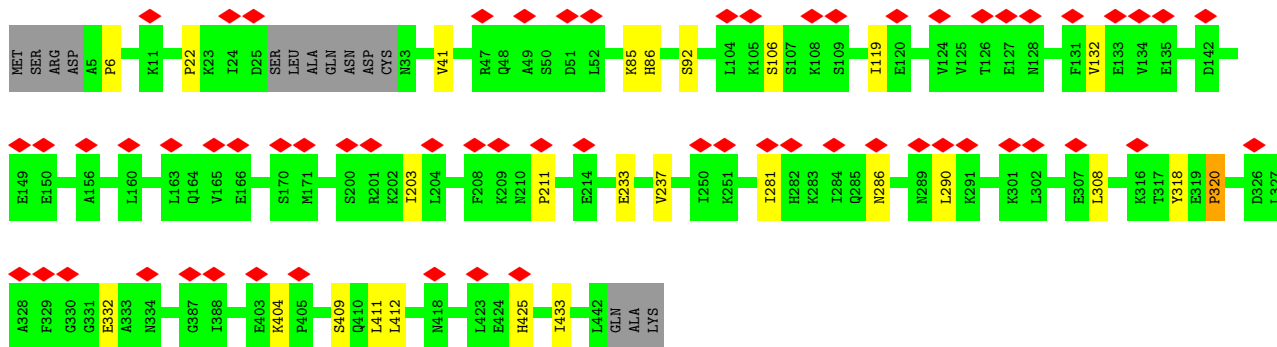 MET SER ARG ASP A5 P6 K11 P22 K23 I24 D25 SER LEU ALA GLN ASN ASP CYS N33 V41 R47 Q48 A49 S50 D51 L52 K85 H86 S92 L104 K105 S106 S107 K108 S109 I119 E120 V124 V125 T126 E127 N128 F131 V132 E133 V134 E135 D142
E149 E150 A156 L160 L163 Q164 V165 E166 S170 M171 S200 R201 K202 I203 L204 F208 K209 N210 P211 E214 E233 V237 I250 K251 I281 H282 K283 I284 Q285 N286 N289 L290 K291 K301 L302 E307 L308 K316 T317 Y318 E319 P320 D326 L327
A328 F329 G330 G331 E332 A333 N334 G387 I388 E403 K404 P405 S409 Q410 L411 L412 N418 L423 E424 H425 I433 L442 GLN ALA LYS